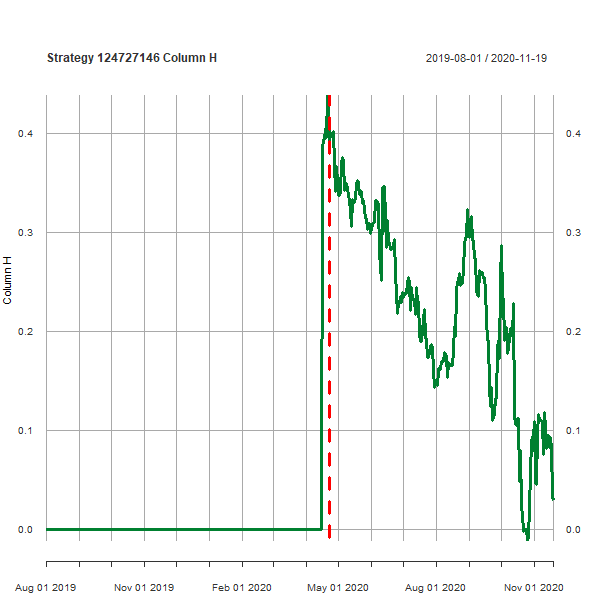 Strategy 124727146 Column H
2019-08-01 / 2020-11-19
0.4
0.4
0.3
0.3
Column H
0.2
0.2
0.1
0.1
0.0
0.0
Aug 01 2019
Nov 01 2019
Feb 01 2020
May 01 2020
Aug 01 2020
Nov 01 2020